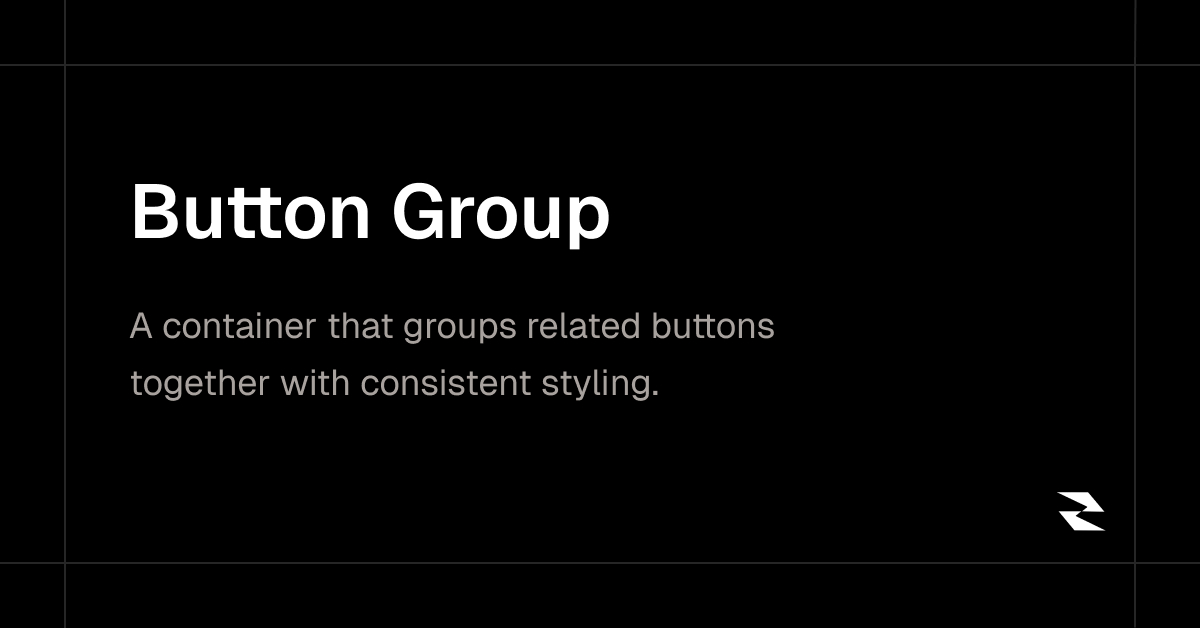 Button Group
A container that groups related buttons
together with consistent styling.